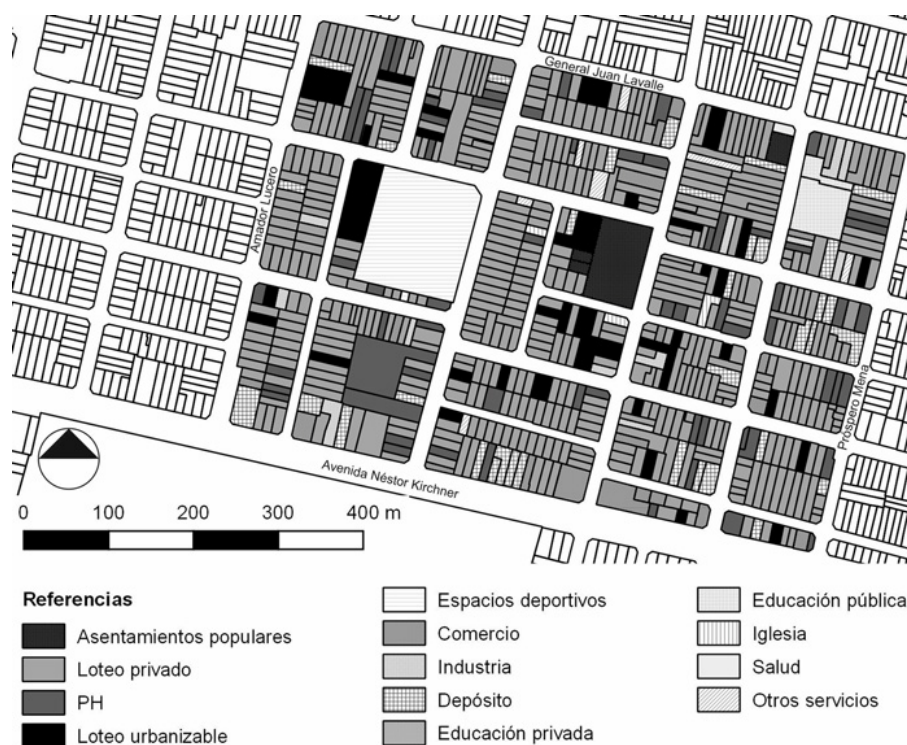 General Juan Lavalle
Amador Lucero
Próspero Mena
Avenida Néstor Kirchner
0 100 200 300 400 m
Referencias
Asentamientos populares
Loteo privado
PH
Loteo urbanizable
Espacios deportivos
Comercio
Industria
Depósito
Educación privada
Educación pública
Iglesia
Salud
Otros servicios